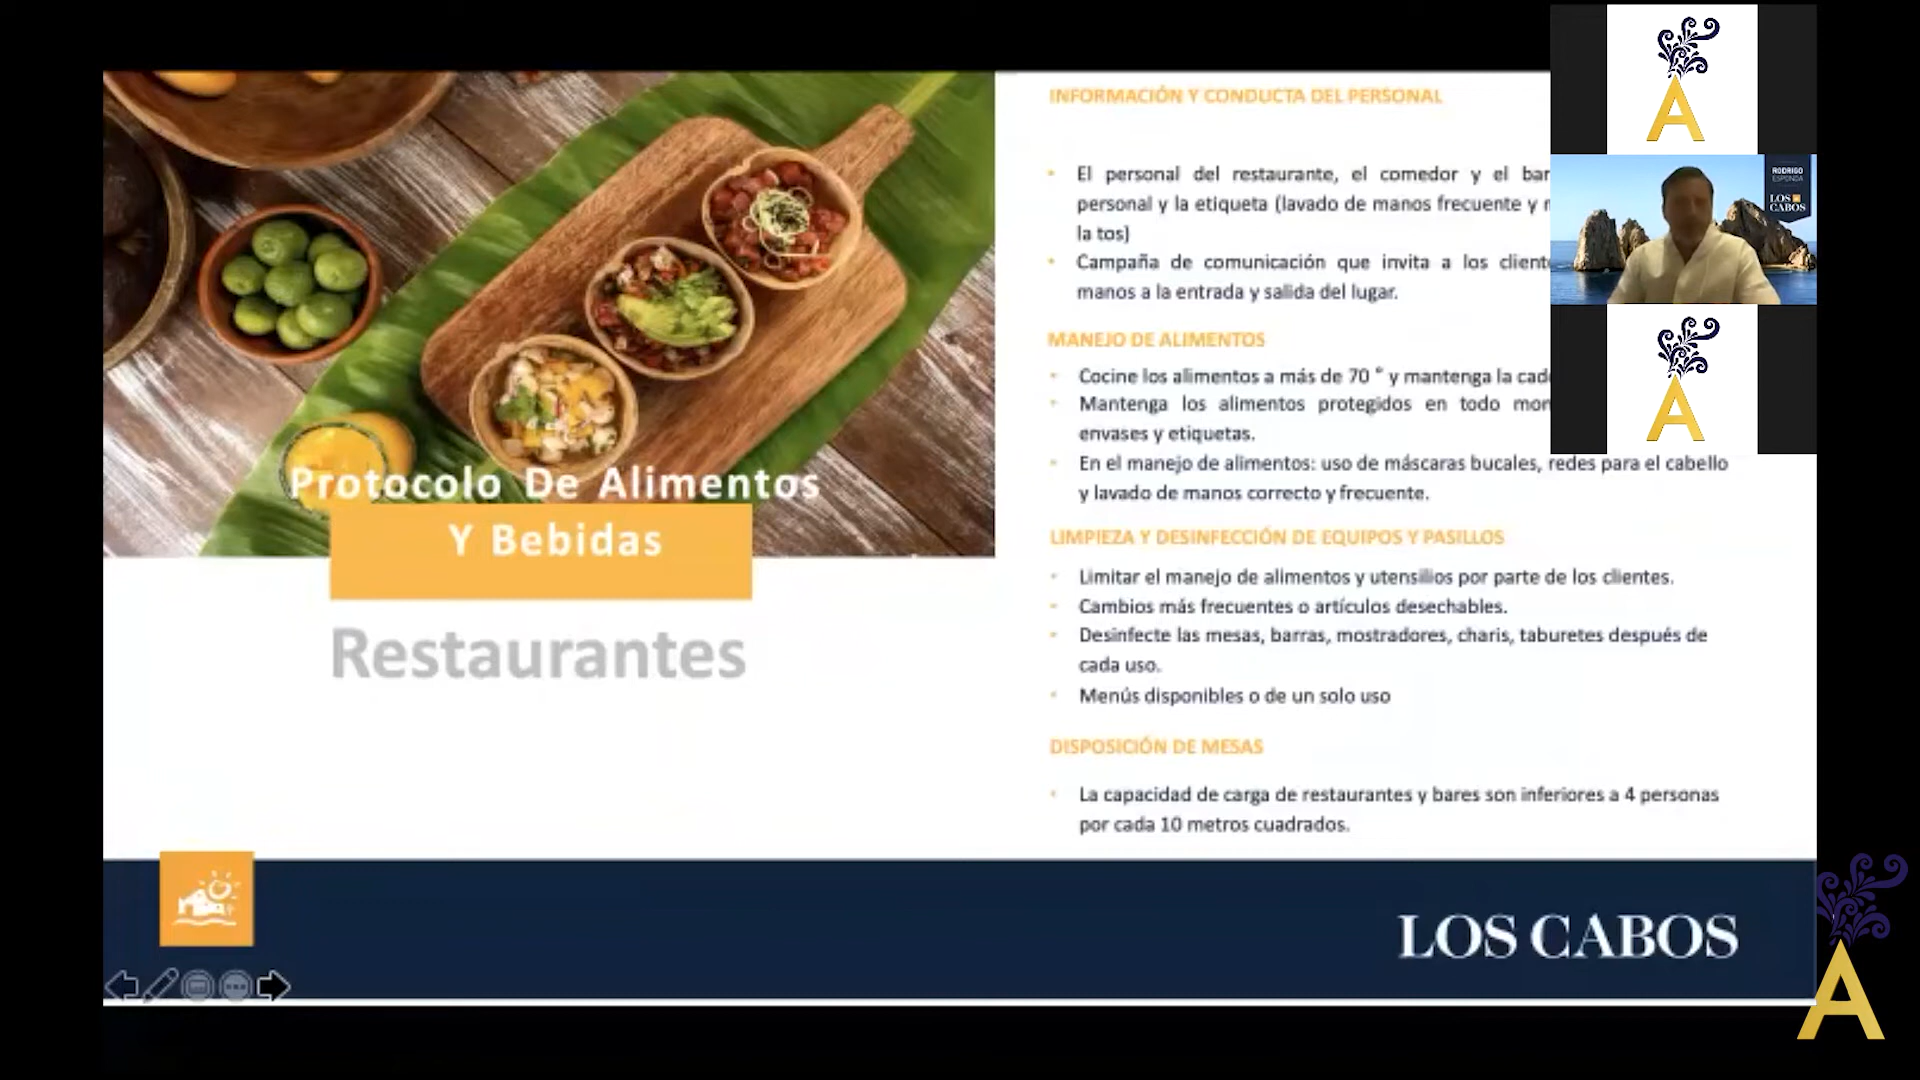 Protocolo De Alimentos
Y Bebidas
Restaurantes
INFORMACIÓN Y CONDUCTA DEL PERSONAL
El personal del restaurante, el comedor y el bar
personal y la etiqueta (lavado de manos frecuente y
la tos)
Campaña de comunicación que invita a los
manos a la entrada y salida del lugar.
MANEJO DE ALIMENTOS
Cocine los alimentos a más de 70 ° y mantenga la
Mantenga los alimentos protegidos en todo
envases y etiquetas.
En el manejo de alimentos: uso de máscaras bucales, redes para el cabello
y lavado de manos correcto y frecuente.
LIMPIEZA Y DESINFECCIÓN DE EQUIPOS Y PASILLOS
Limitar el manejo de alimentos y utensilios por parte de los clientes.
Cambios más frecuentes o artículos desechables.
Desinfecte las mesas, barras, mostradores, charis, taburetes después de
cada uso.
Menús disponibles o de un solo uso
DISPOSICIÓN DE MESAS
La capacidad de carga de restaurantes y bares son inferiores a 4 personas
por cada 10 metros cuadrados.
LOS CABOS
A
RODRIGO
ESPONDA
LOS
CABOS
A
A